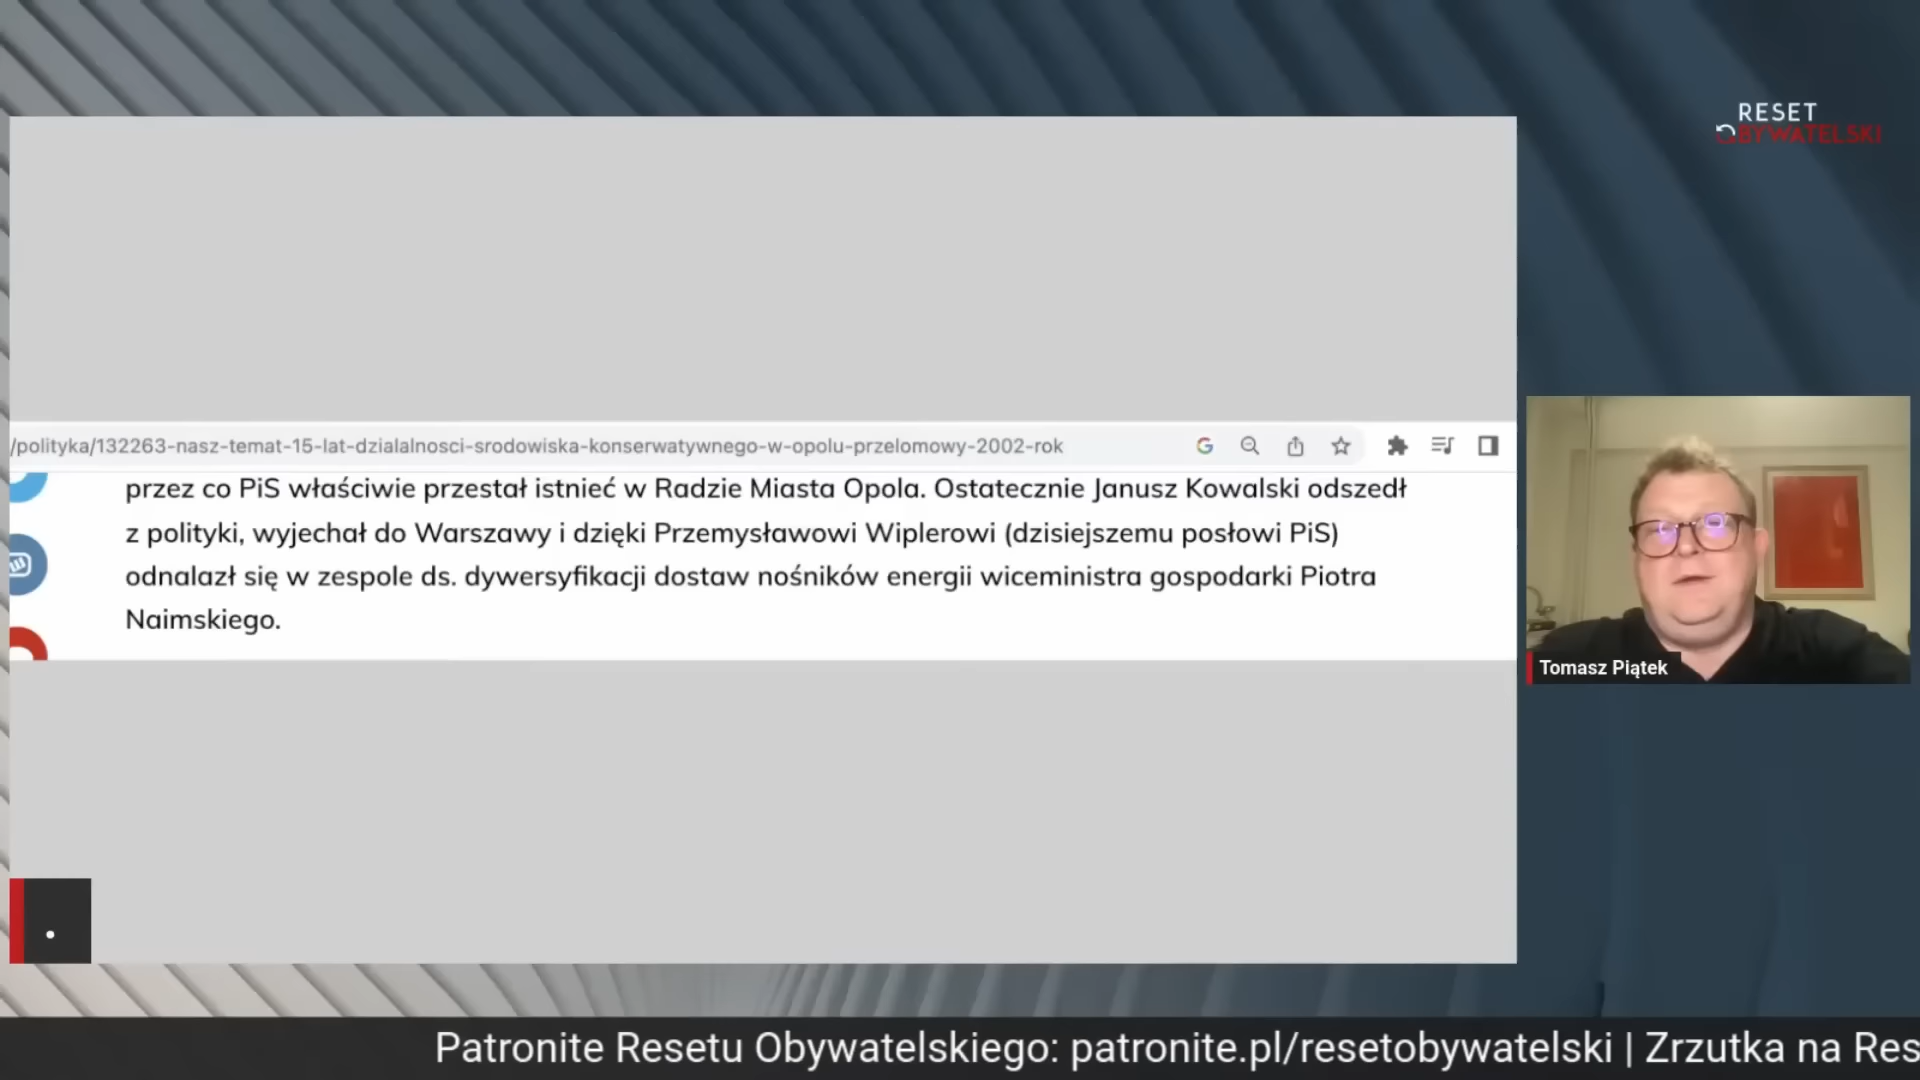 RESET
OBYWATELSKI
/polityka/132263-nasz-temat-15-lat-dzialalnosci-srodowiska-konserwatywnego-w-opolu-przelomowy-2002-rok
przez co PiS właściwie przestał istnieć w Radzie Miasta Opola. Ostatecznie Janusz Kowalski odszedł
z polityki, wyjechał do Warszawy i dzięki Przemysławowi Wiplerowi (dzisiejszemu posłowi PiS)
odnalazł się w zespole ds. dywersyfikacji dostaw nośników energii wiceministra gospodarki Piotra
Naimskiego.
Tomasz Piątek
.
Patronite Resetu Obywatelskiego: patronite.pl/resetobywatelski | Zrzutka na Res